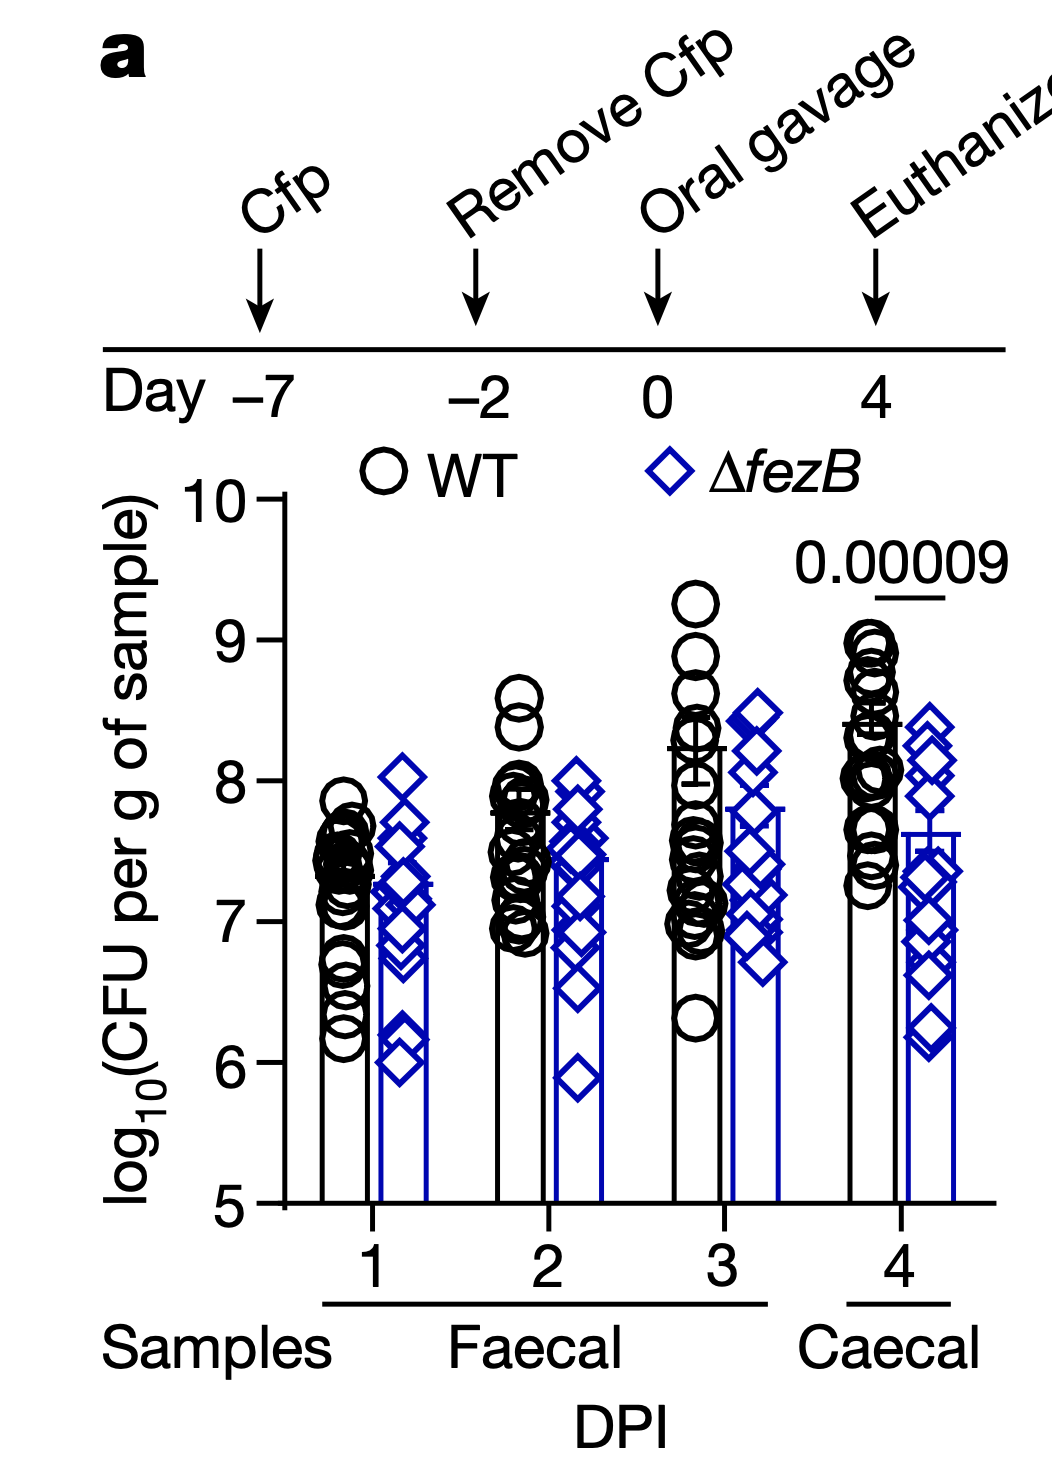 a
Cfp Remove Cfp Oral gavage
Day –7 –2 0 4
WT ΔfezB
log10(CFU per g of sample)
10
9
8
7
6
5
0.00009
1 2 3 4
Samples Faecal Caecal
DPI